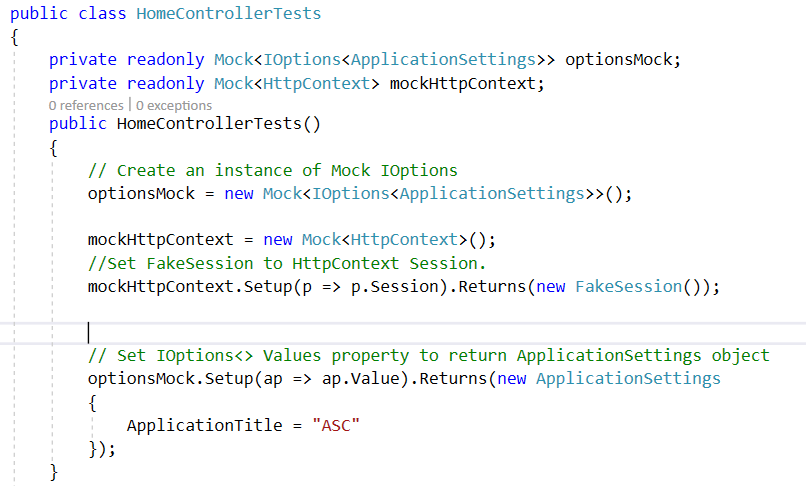 public class HomeControllerTests
{
    private readonly Mock<IOptions<ApplicationSettings>> optionsMock;
    private readonly Mock<HttpContext> mockHttpContext;
    0 references | 0 exceptions
    public HomeControllerTests()
    {
        // Create an instance of Mock IOptions
        optionsMock = new Mock<IOptions<ApplicationSettings>>();
        mockHttpContext = new Mock<HttpContext>();
        //Set FakeSession to HttpContext Session.
        mockHttpContext.Setup(p => p.Session).Returns(new FakeSession());
        // Set IOptions<> Values property to return ApplicationSettings object
        optionsMock.Setup(ap => ap.Value).Returns(new ApplicationSettings
        {
            ApplicationTitle = "ASC"
        });
    }